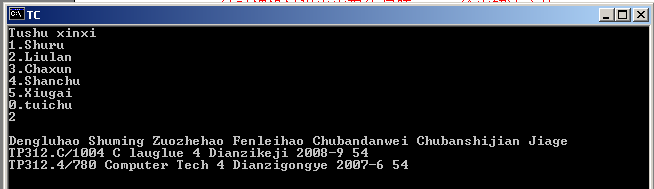 TC
Tushu xinxi
1.Shuru
2.Liulan
3.Chaxun
4.Shanchu
5.Xiugai
0.tuichu
2
Dengluhao Shuming Zuozhehao Fenleihao Chubandanwei Chubanshijian Jiage
TP312.C/1004 C lauglue 4 Dianzikeji 2008-9 54
TP312.4/780 Computer Tech 4 Dianzigongye 2007-6 54